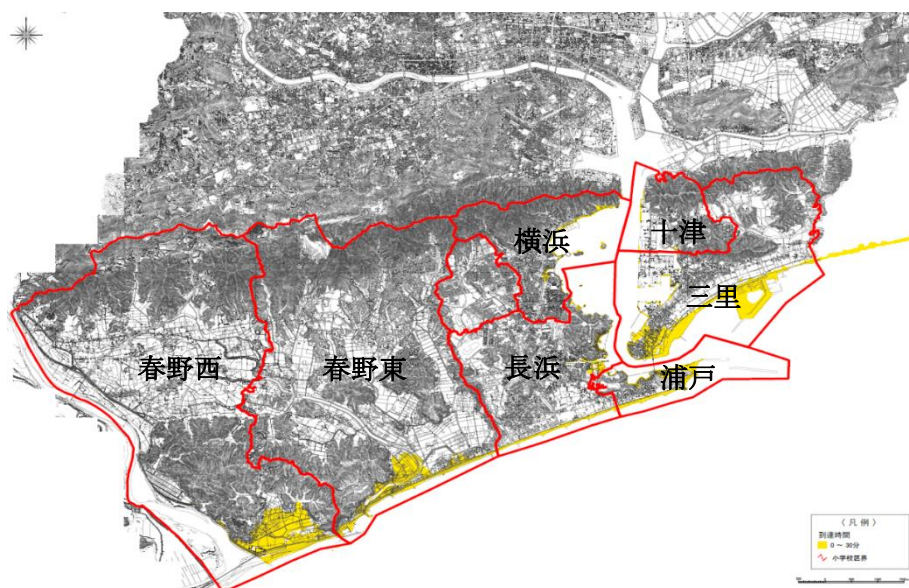 横浜
十津
三里
春野西
春野東
長浜
浦戸
(凡例)
到達時間
0～30分
小学校区界